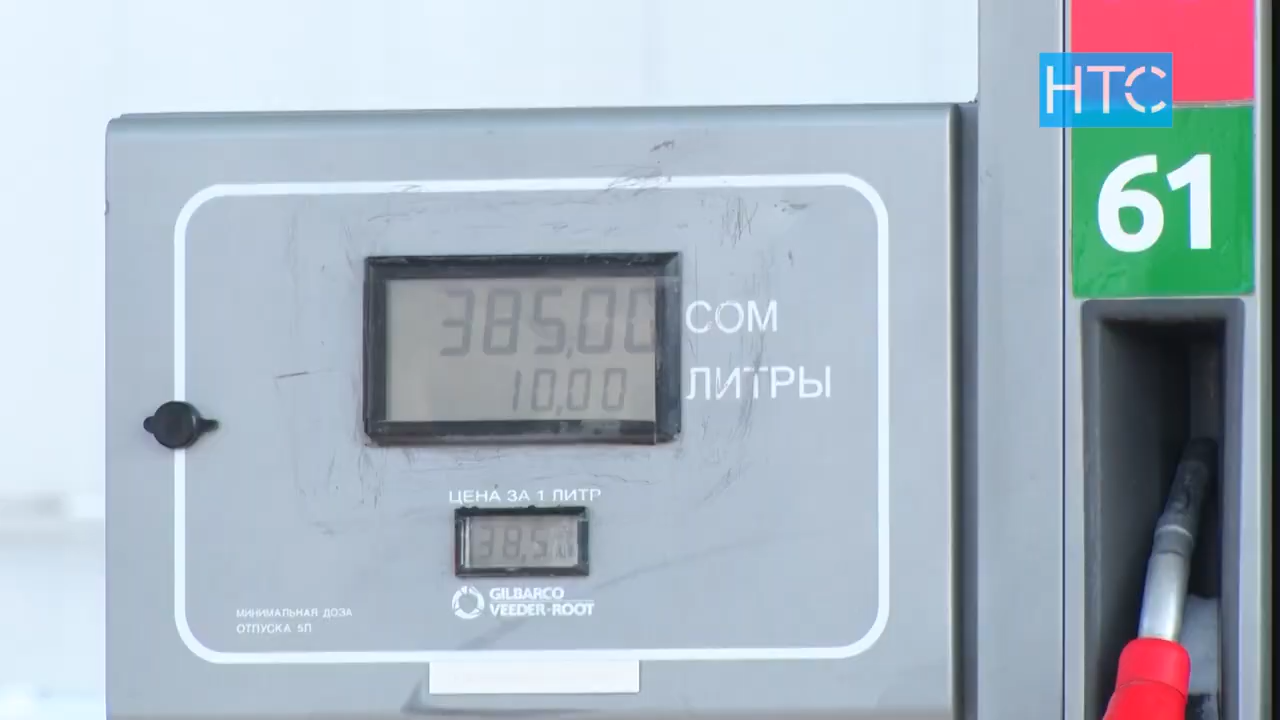 НТС
61
385,00 СОМ
10,00 ЛИТРЫ
ЦЕНА ЗА 1 ЛИТР
38,5
GILBARCO
VEEDER-ROOT
МИНИМАЛЬНАЯ ДОЗА
ОТПУСКА 5Л